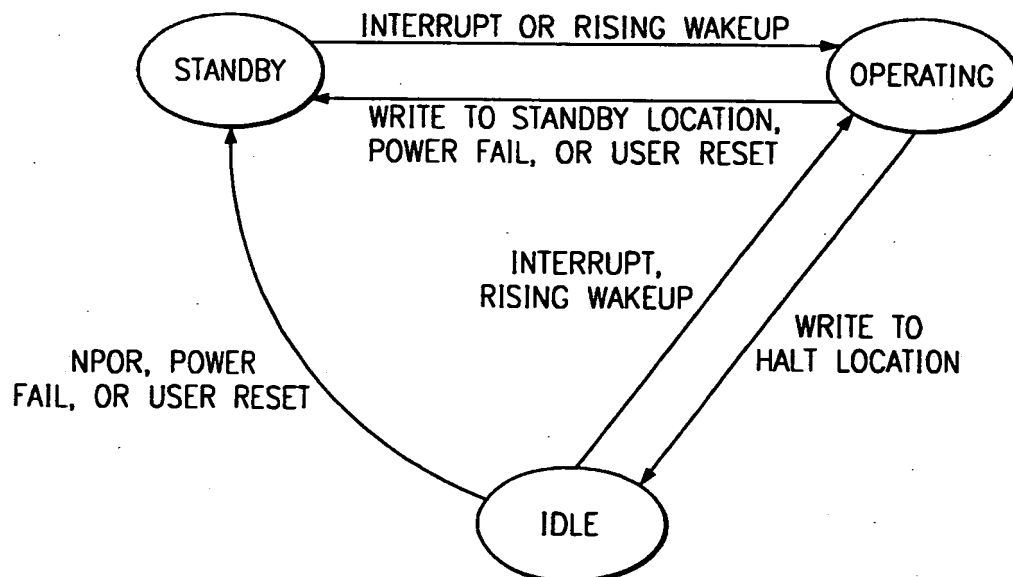 INTERRUPT OR RISING WAKEUP
STANDBY
OPERATING
WRITE TO STANDBY LOCATION,
POWER FAIL, OR USER RESET
INTERRUPT,
RISING WAKEUP
WRITE TO
HALT LOCATION
NPOR, POWER
FAIL, OR USER RESET
IDLE